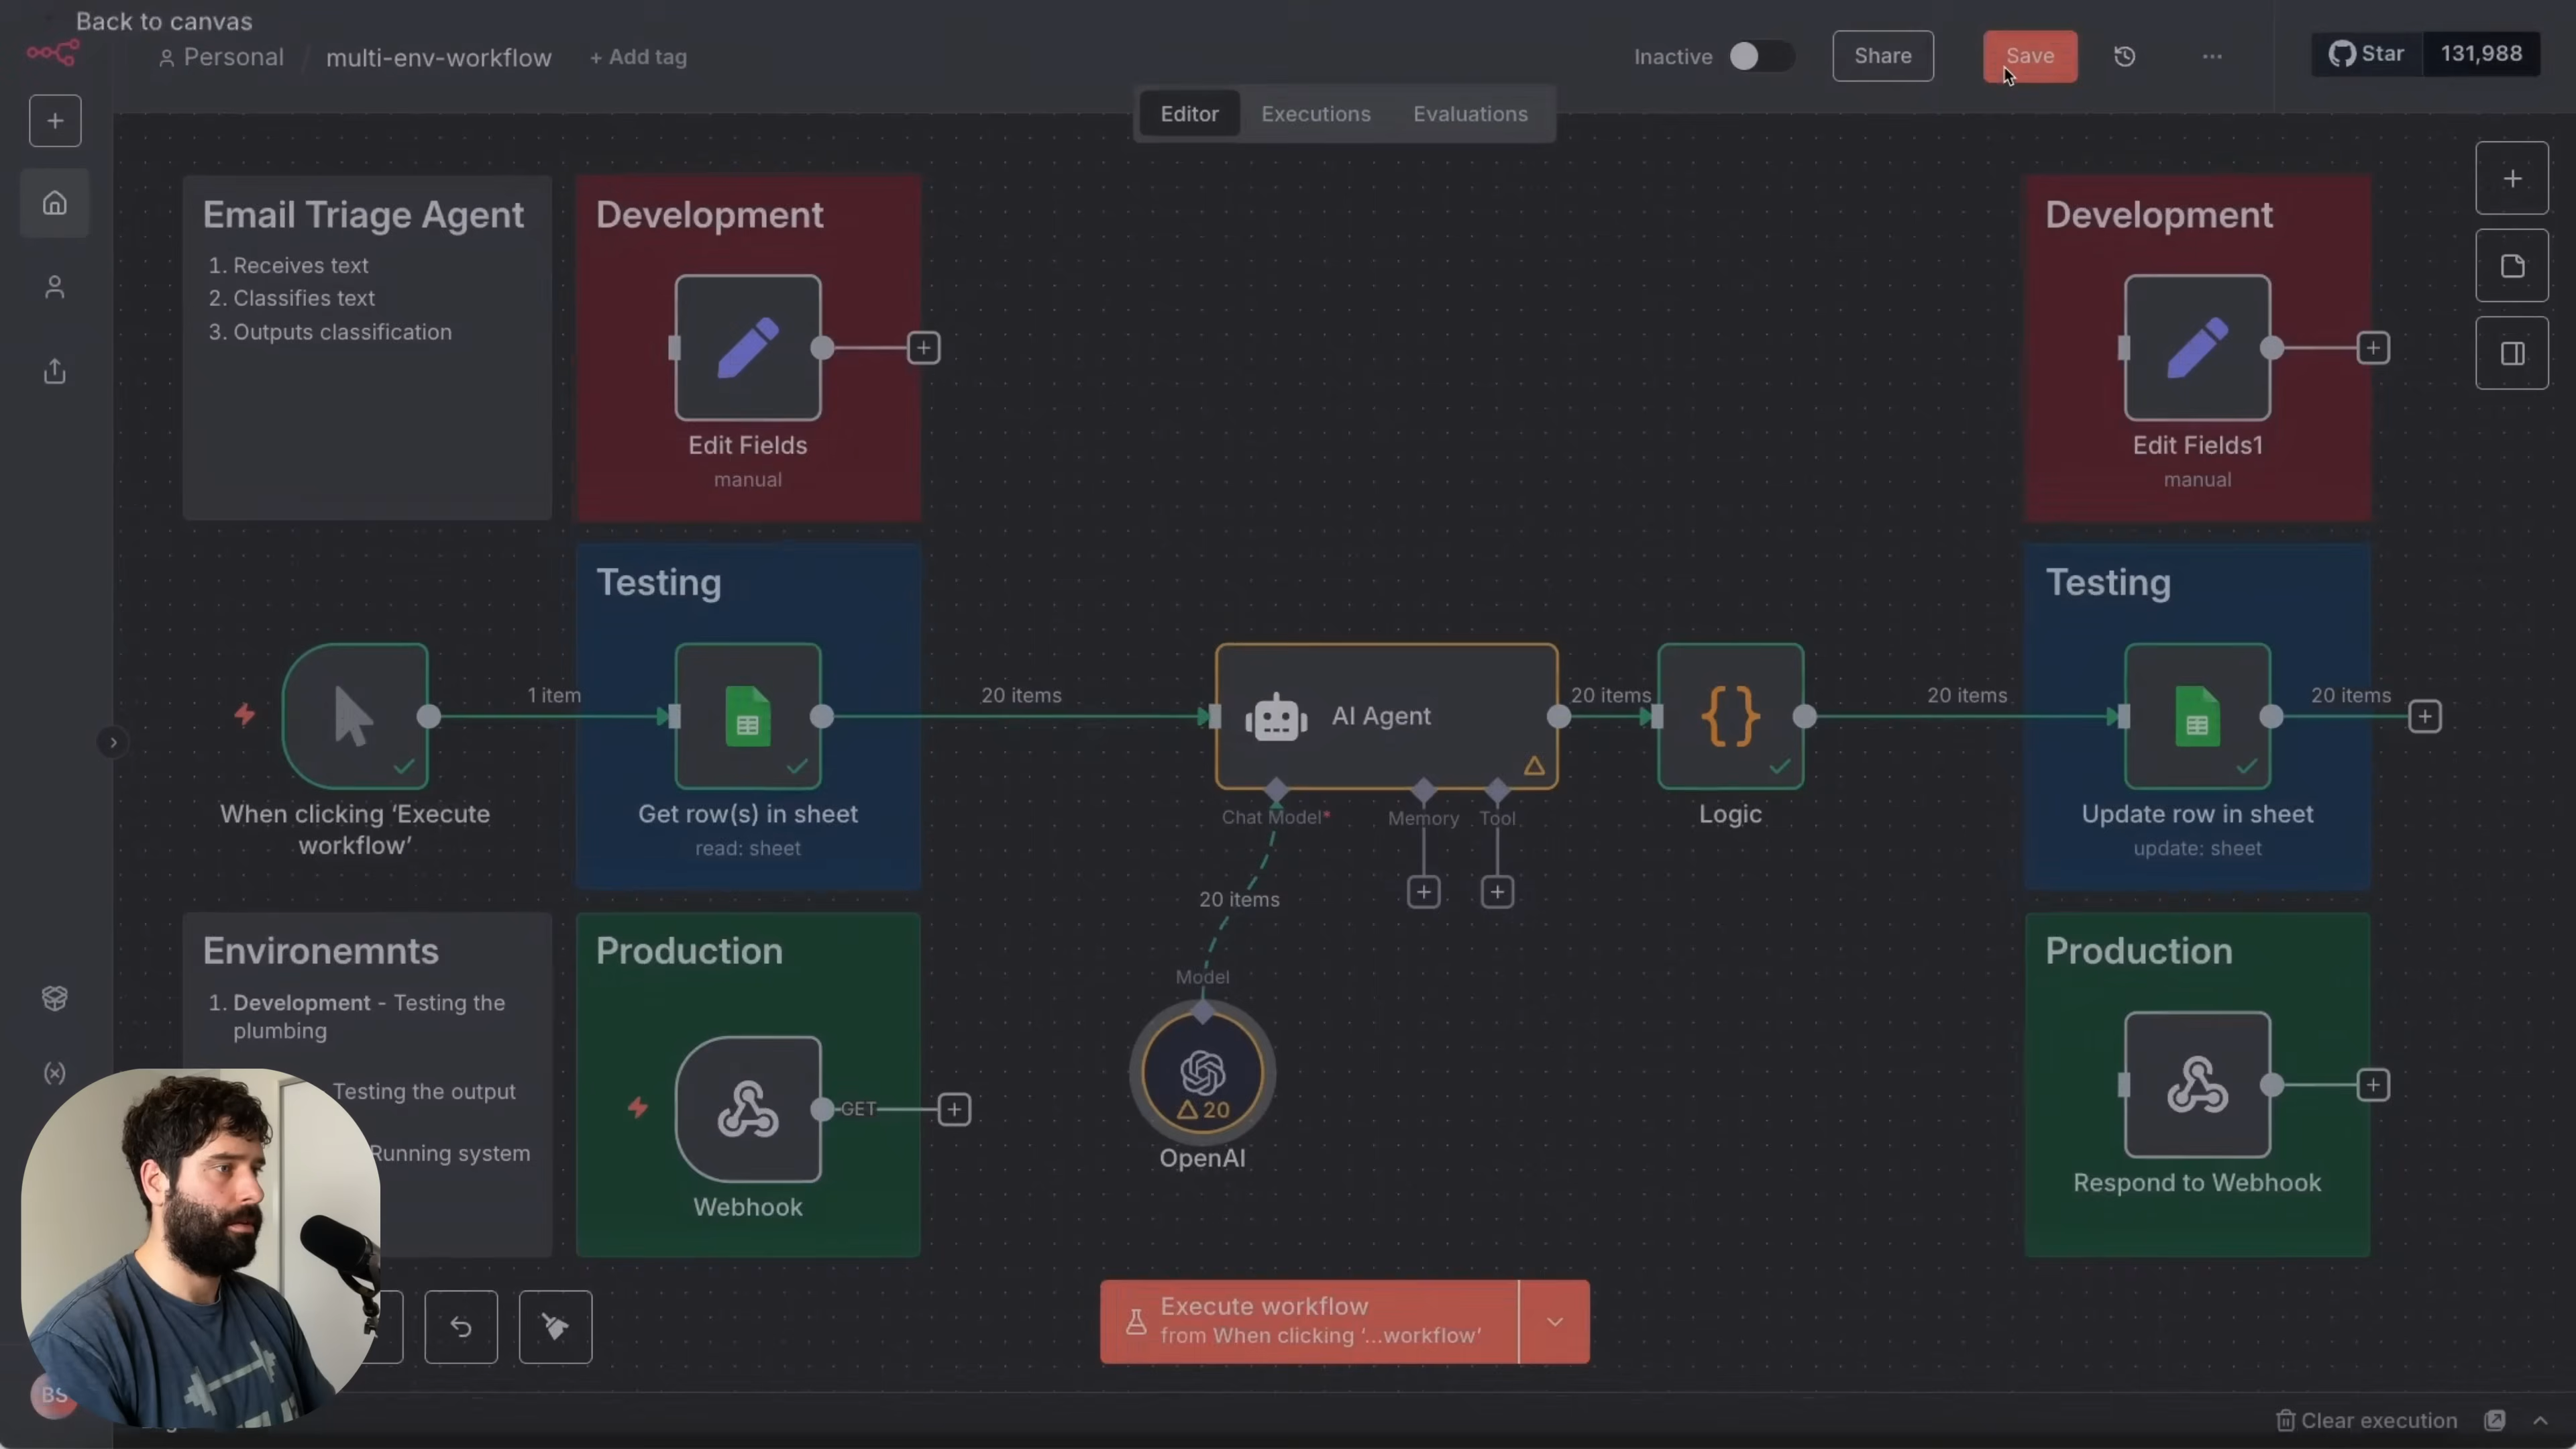 Back to canvas
Personal / multi-env-workflow + Add tag
Inactive
Share
Save
Star 131,988
Editor Executions Evaluations
Email Triage Agent
1. Receives text
2. Classifies text
3. Outputs classification
Development
Edit Fields
manual
Development
Edit Fields1
manual
Testing
1 item
When clicking ‘Execute
workflow’
Get row(s) in sheet
read: sheet
20 items
AI Agent
Chat Model*
Memory
Tool
20 items
Logic
20 items
Testing
Update row in sheet
update: sheet
20 items
20 items
Model
20
OpenAI
Environemnts
1. Development - Testing the
plumbing
Testing the output
Running system
Production
GET
Webhook
Production
Respond to Webhook
Execute workflow
from When clicking ‘...workflow’
BS
Clear execution